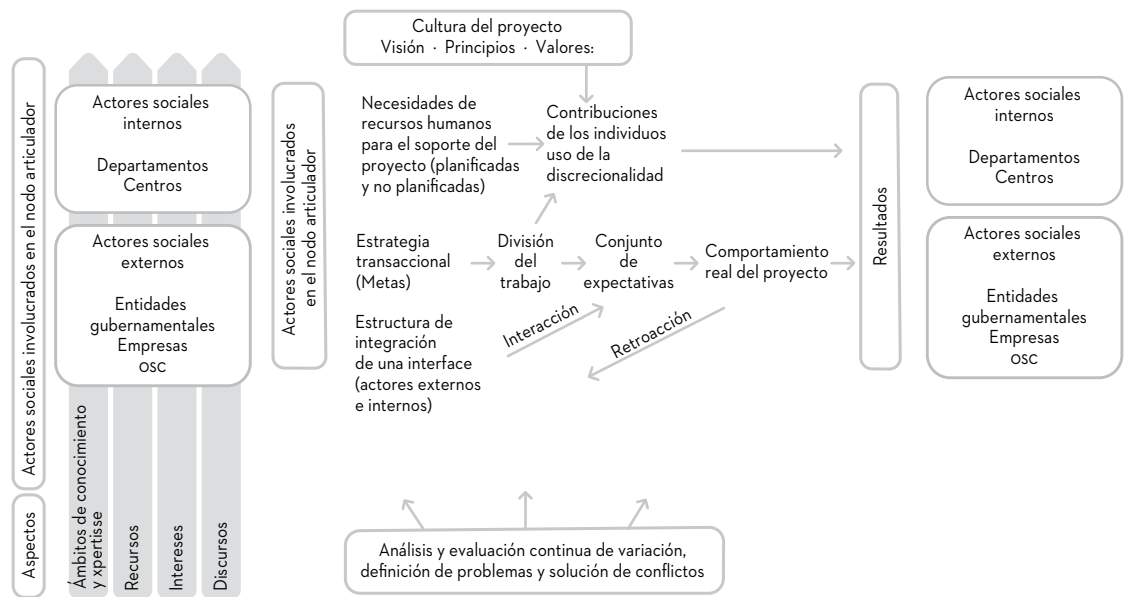 Cultura del proyecto
Visión · Principios · Valores:
Actores sociales involucrados en el nodo articulador
Aspectos
Actores sociales
internos
Departamentos
Centros
Actores sociales
externos
Entidades
gubernamentales
Empresas
OSC
Ámbitos de conocimiento
y xpertisse
Recursos
Intereses
Discursos
Actores sociales involucrados
en el nodo articulador
Necesidades de
recursos humanos
para el soporte del
proyecto (planificadas
y no planificadas)
Contribuciones
de los individuos
uso de la
discrecionalidad
Estrategia
transaccional
(Metas)
División
del
trabajo
Conjunto
de
expectativas
Comportamiento
real del proyecto
Estructura de
integración
de una interface
(actores externos
e internos)
Interacción
Retroacción
Resultados
Actores sociales
internos
Departamentos
Centros
Actores sociales
externos
Entidades
gubernamentales
Empresas
OSC
Análisis y evaluación continua de variación,
definición de problemas y solución de conflictos